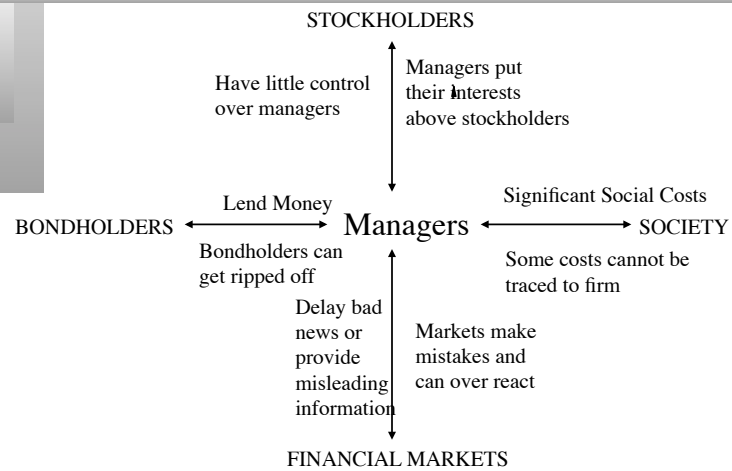 STOCKHOLDERS
Have little control
over managers
Managers put
their interests
above stockholders
Lend Money
Significant Social Costs
BONDHOLDERS
Managers
SOCIETY
Bondholders can
get ripped off
Some costs cannot be
traced to firm
Delay bad
news or
provide
misleading
information
Markets make
mistakes and
can over react
FINANCIAL MARKETS